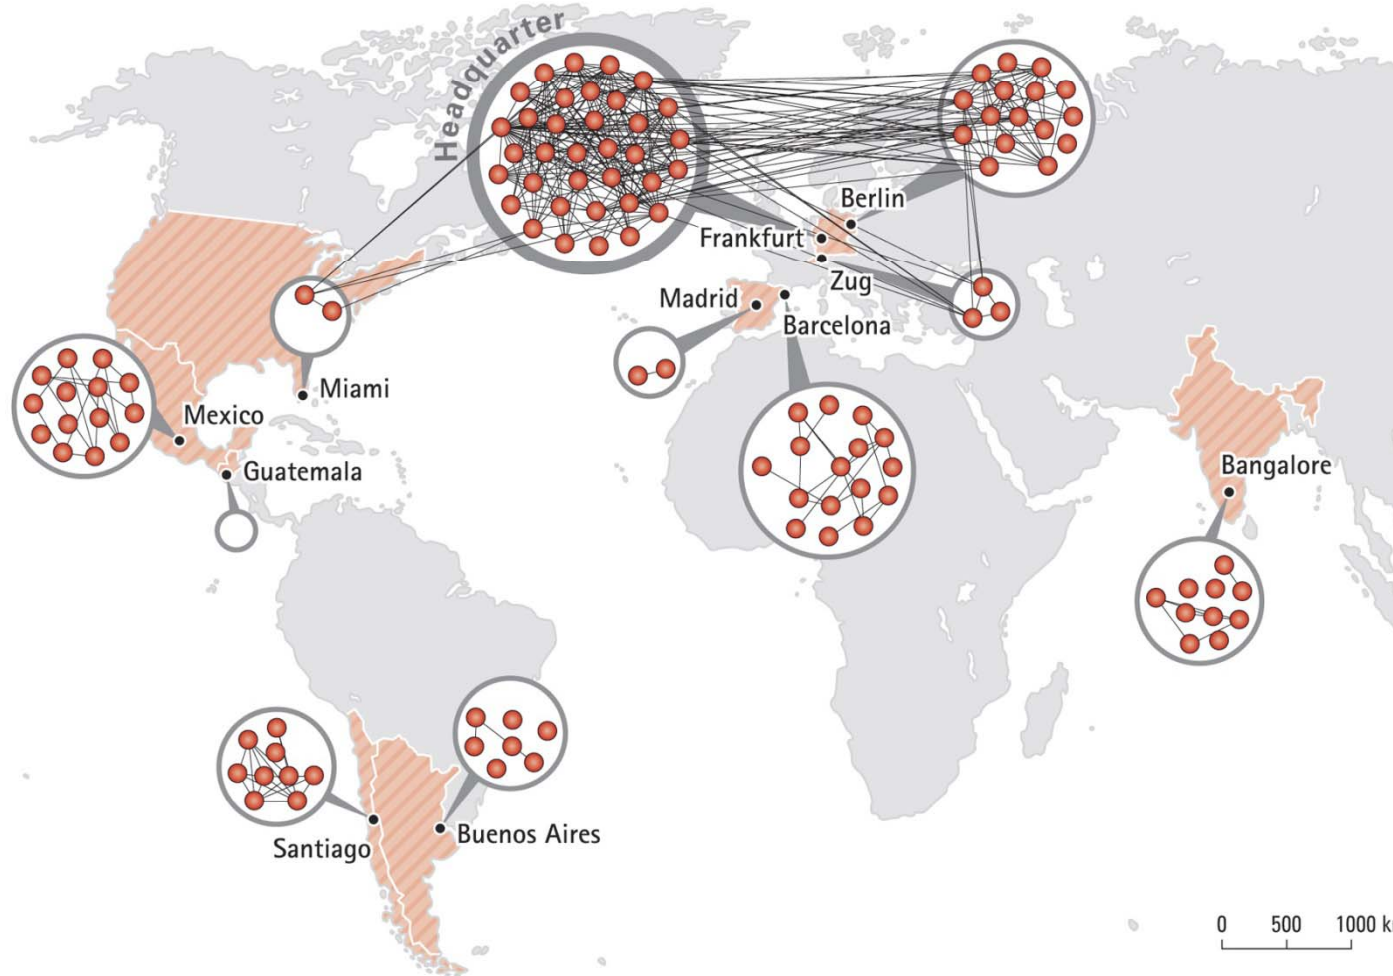 Headquarter
Berlin
Frankfurt
Zug
Madrid
Barcelona
Miami
Mexico
Guatemala
Bangalore
Santiago
Buenos Aires
0 500 1000 k